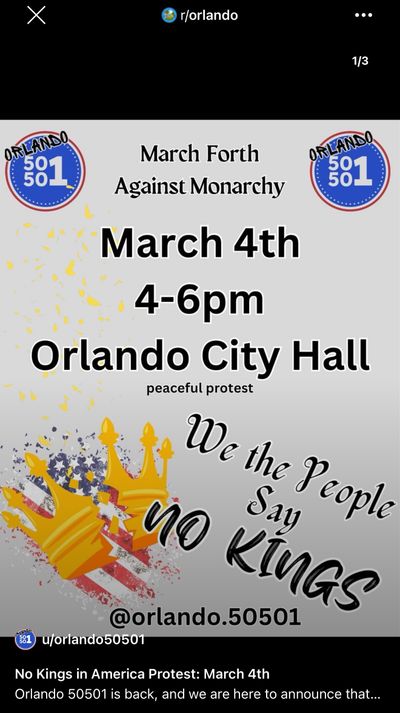 r/orlando
1/3
ORLANDO
50
501
ORLANDO
50
501
March Forth
Against Monarchy
March 4th
4-6pm
Orlando City Hall
peaceful protest
We the People
Say
NO KINGS
@orlando.50501
u/orlando50501
No Kings in America Protest: March 4th
Orlando 50501 is back, and we are here to announce that...